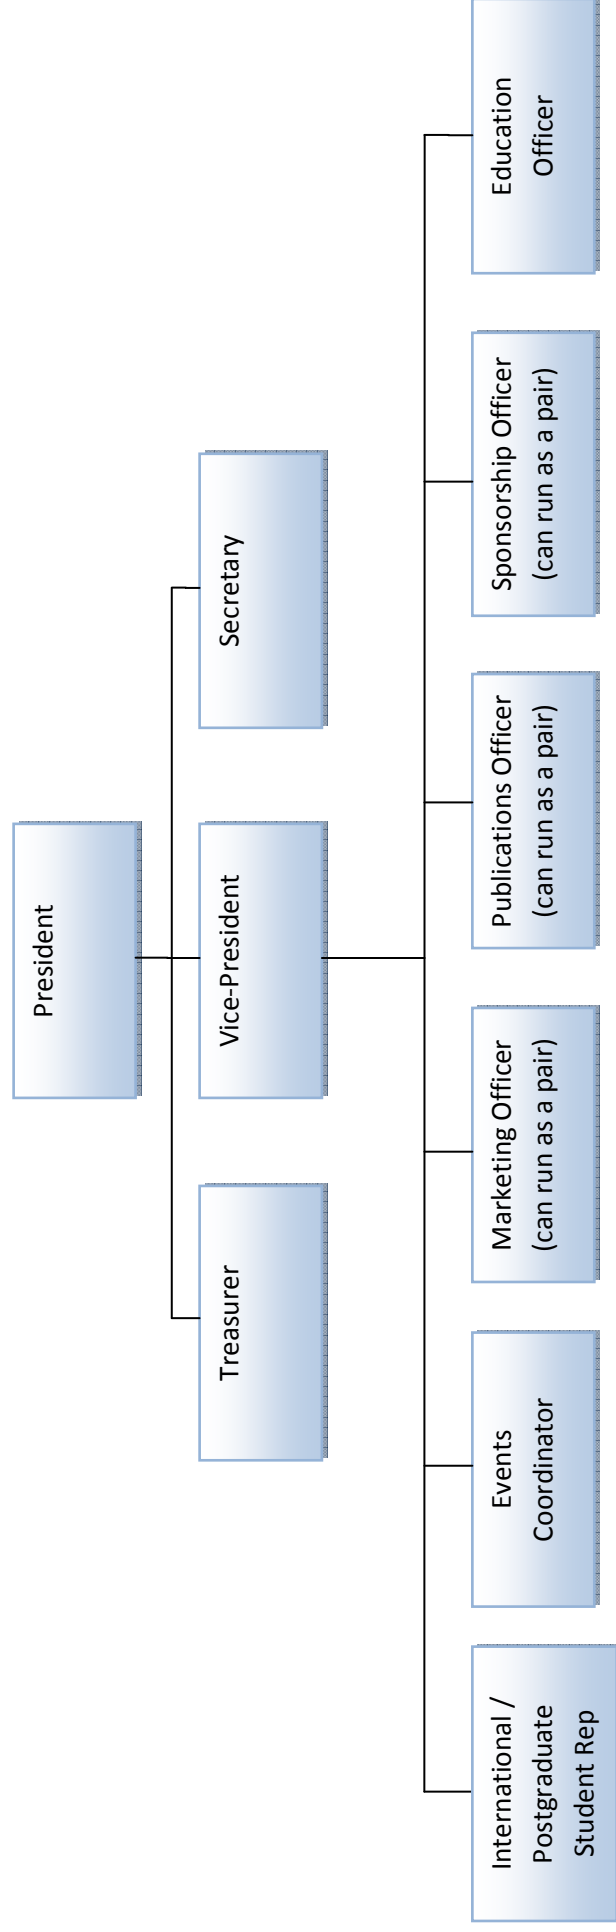 President
Treasurer
Vice-President
Secretary
International /
Postgraduate
Student Rep
Events
Coordinator
Marketing Officer
(can run as a pair)
Publications Officer
(can run as a pair)
Sponsorship Officer
(can run as a pair)
Education
Officer